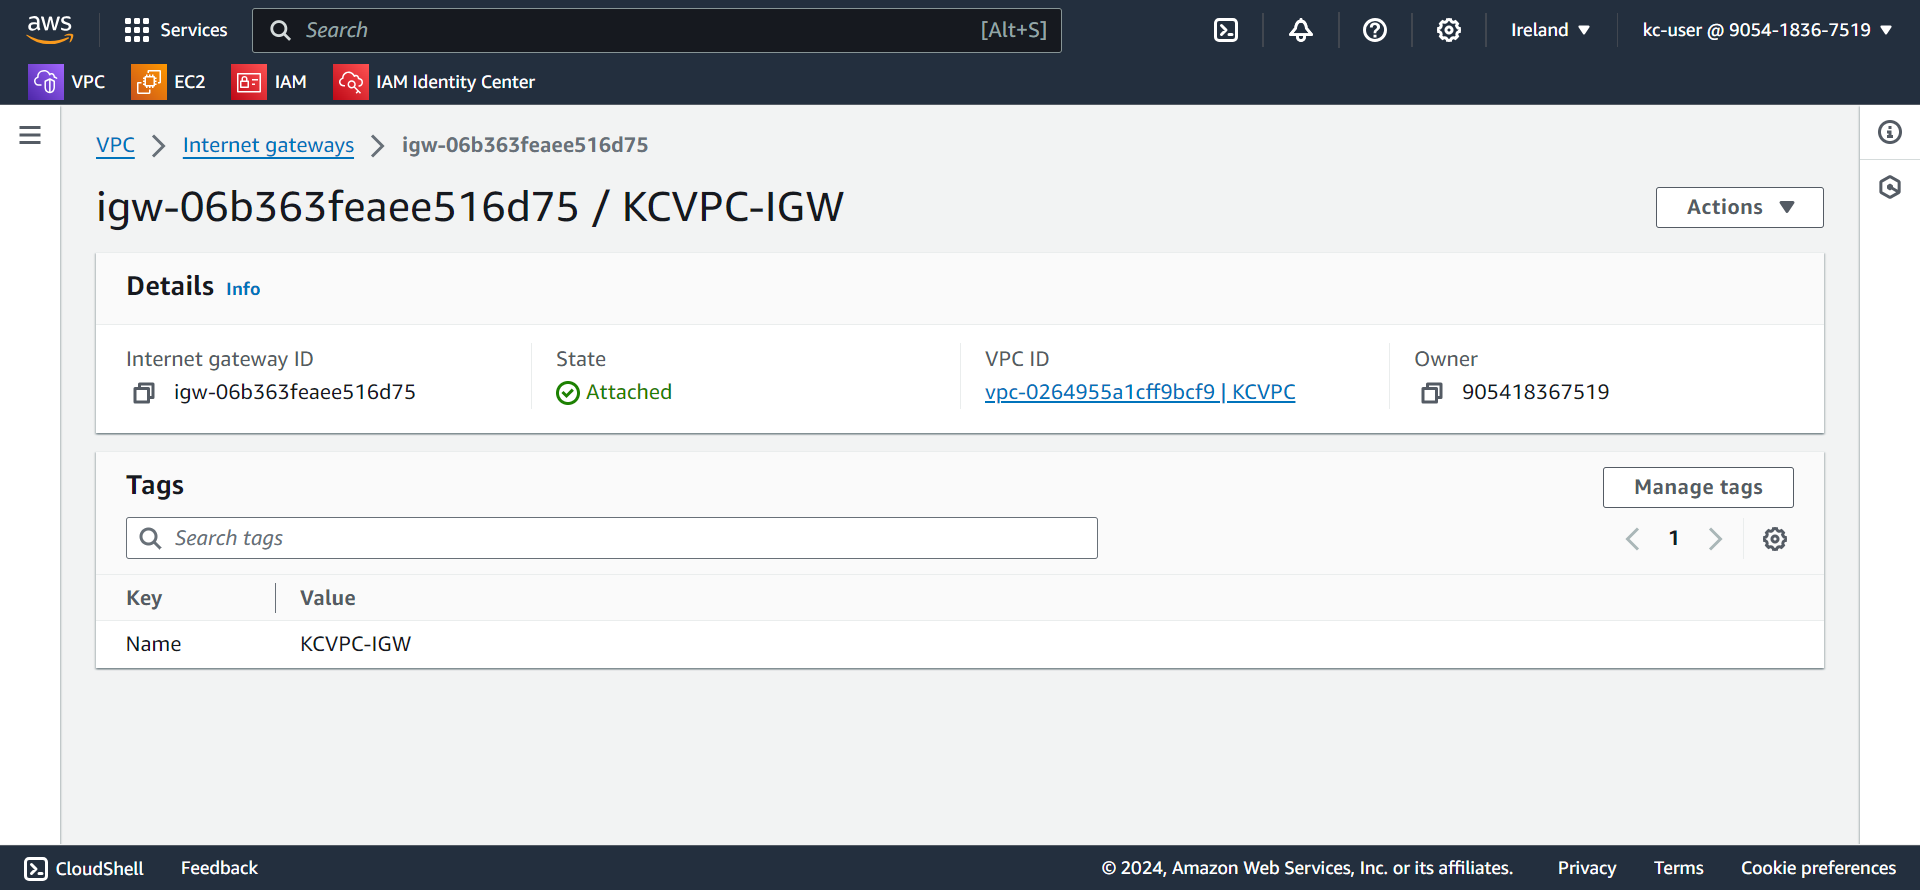 aws
Services
Search [Alt+S]
Ireland
kc-user @ 9054-1836-7519
VPC
EC2
IAM
IAM Identity Center
VPC
Internet gateways
igw-06b363feaee516d75
igw-06b363feaee516d75 / KCVPC-IGW
Actions
Details Info
Internet gateway ID
igw-06b363feaee516d75
State
Attached
VPC ID
vpc-0264955a1cff9bcf9 | KCVPC
Owner
905418367519
Tags
Manage tags
Search tags
1
Key Value
Name KCVPC-IGW
CloudShell Feedback © 2024, Amazon Web Services, Inc. or its affiliates. Privacy Terms Cookie preferences